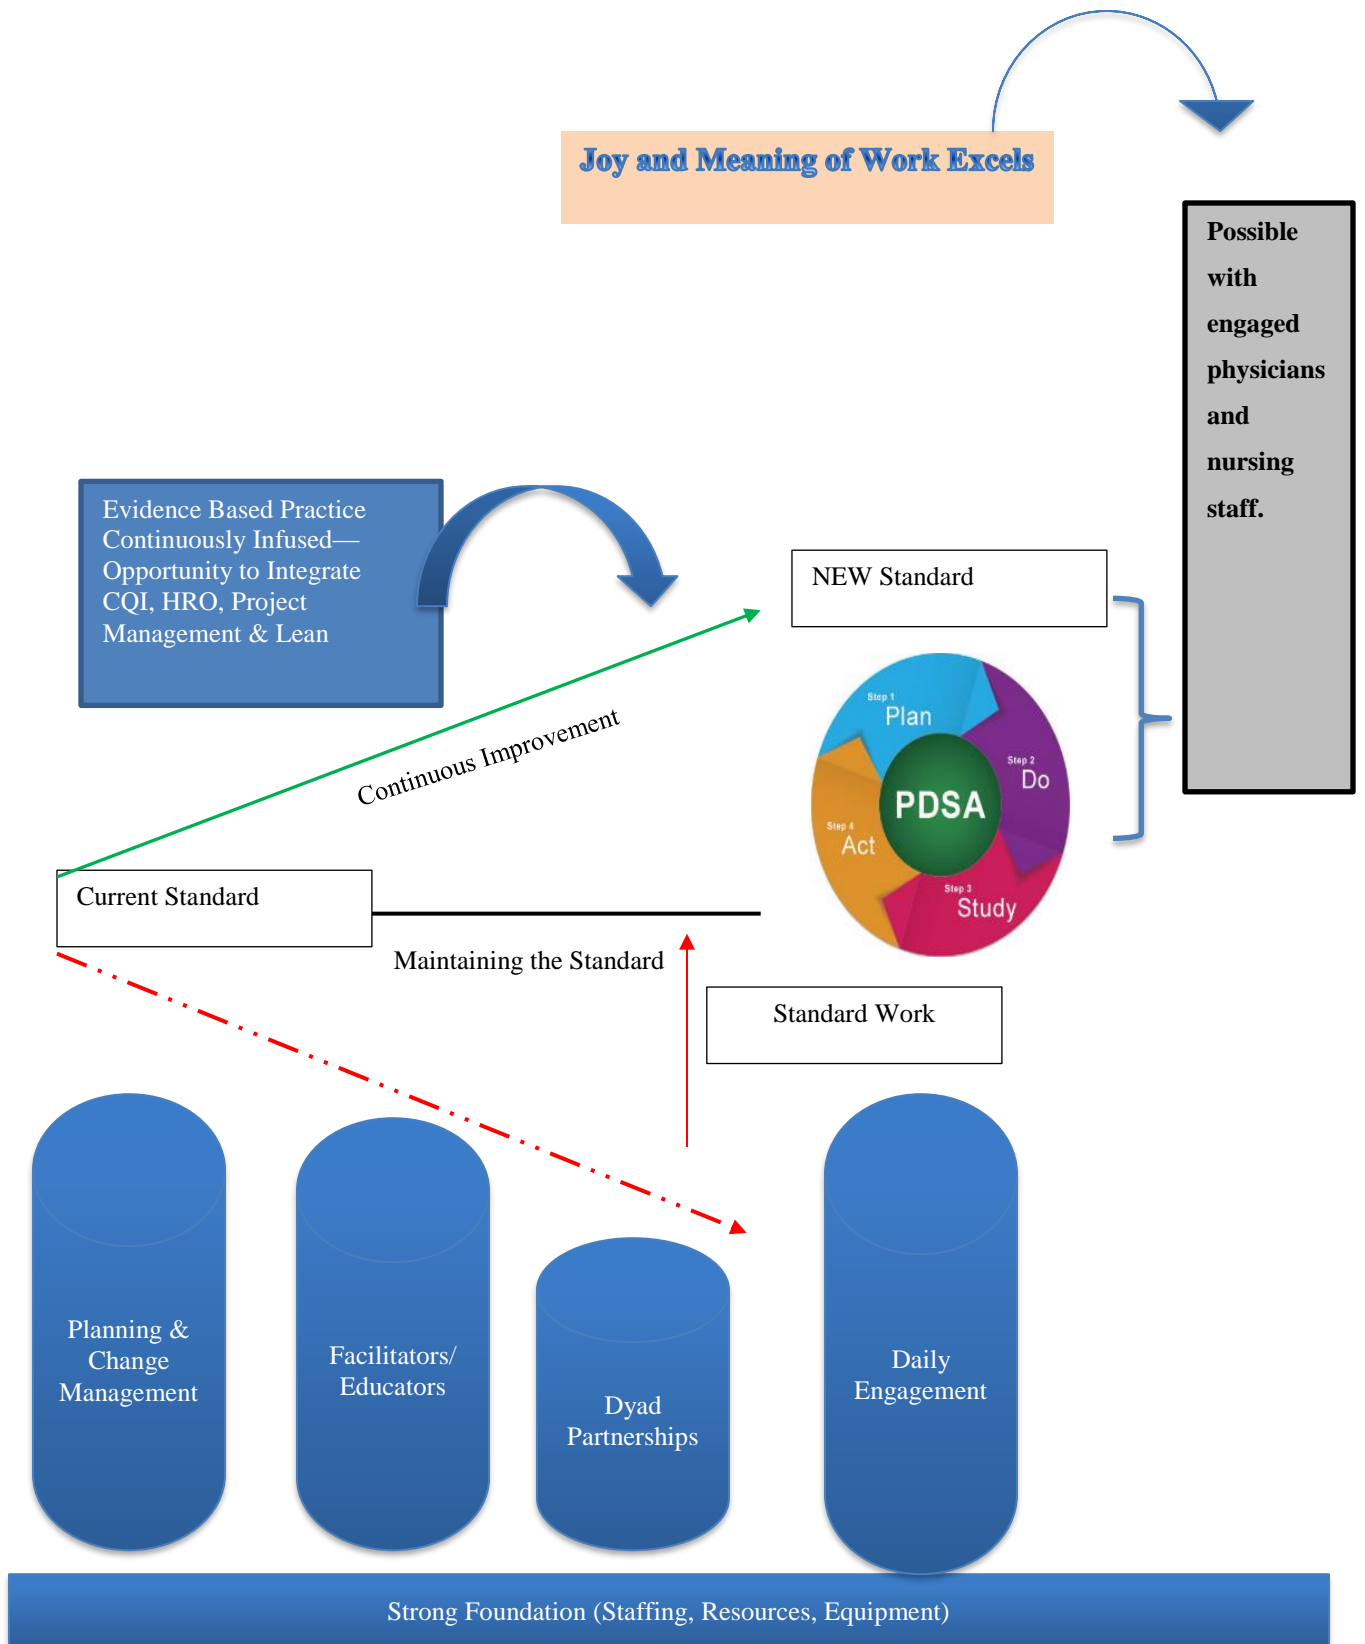 Joy and Meaning of Work Excels
Possible
with
engaged
physicians
and
nursing
staff.
Evidence Based Practice
Continuously Infused—
Opportunity to Integrate
CQI, HRO, Project
Management & Lean
NEW Standard
Continuous Improvement
Step 1
Plan
Step 2
Do
PDSA
Step 4
Act
Step 3
Study
Current Standard
Maintaining the Standard
Standard Work
Planning &
Change
Management
Facilitators/
Educators
Dyad
Partnerships
Daily
Engagement
Strong Foundation (Staffing, Resources, Equipment)